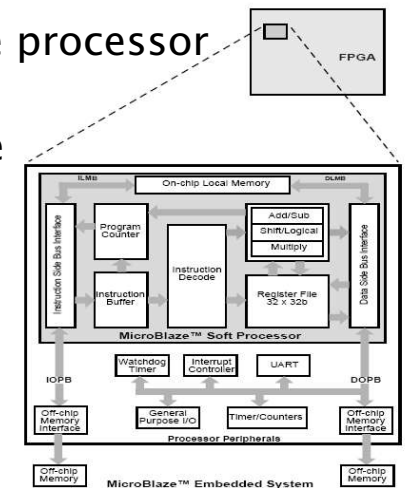 e processor
e
FPGA
ILMB
DLMB
On-chip Local Memory
Instruction Side Bus Interface
Program
Counter
Instruction
Buffer
Instruction
Decode
Add/Sub
Shift/Logical
Multiply
Register File
32 x 32b
Data Side Bus Interface
MicroBlaze™ Soft Processor
IOPB
DOPB
Watchdog
Timer
Interrupt
Controller
UART
General
Purpose I/O
Timer/Counters
Off-chip
Memory
Interface
Off-chip
Memory
Interface
Processor Peripherals
Off-chip
Memory
Off-chip
Memory
MicroBlaze™ Embedded System